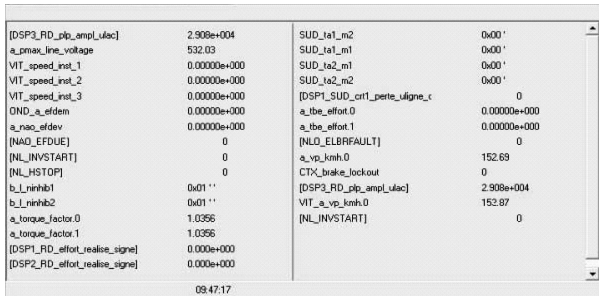 [DSP3_RD_plp_ampl_ulac] 2.908e+004
a_pmax_line_voltage 532.03
VIT_speed_inst_1 0.00000e+000
VIT_speed_inst_2 0.00000e+000
VIT_speed_inst_3 0.00000e+000
OND_a_efdem 0.00000e+000
a_nao_efdev 0.00000e+000
[NAO_EFDUE] 0
[NL_INVSTART] 0
[NL_HSTOP] 0
b_l_ninhib1 0x01 ''
b_l_ninhib2 0x01 ''
a_torque_factor.0 1.0356
a_torque_factor.1 1.0356
[DSP1_RD_effort_realise_signe] 0.000e+000
[DSP2_RD_effort_realise_signe] 0.000e+000
SUD_ta1_m2 0x00 '
SUD_ta1_m1 0x00 '
SUD_ta2_m1 0x00 '
SUD_ta2_m2 0x00 '
[DSP1_SUD_crt1_perte_uligne_c 0
a_tbe_effort.0 0.00000e+000
a_tbe_effort.1 0.00000e+000
[NLO_ELBRFAULT] 0
a_vp_kmh.0 152.69
CTX_brake_lockout 0
[DSP3_RD_plp_ampl_ulac] 2.908e+004
VIT_a_vp_kmh.0 152.87
[NL_INVSTART] 0
09:47:17